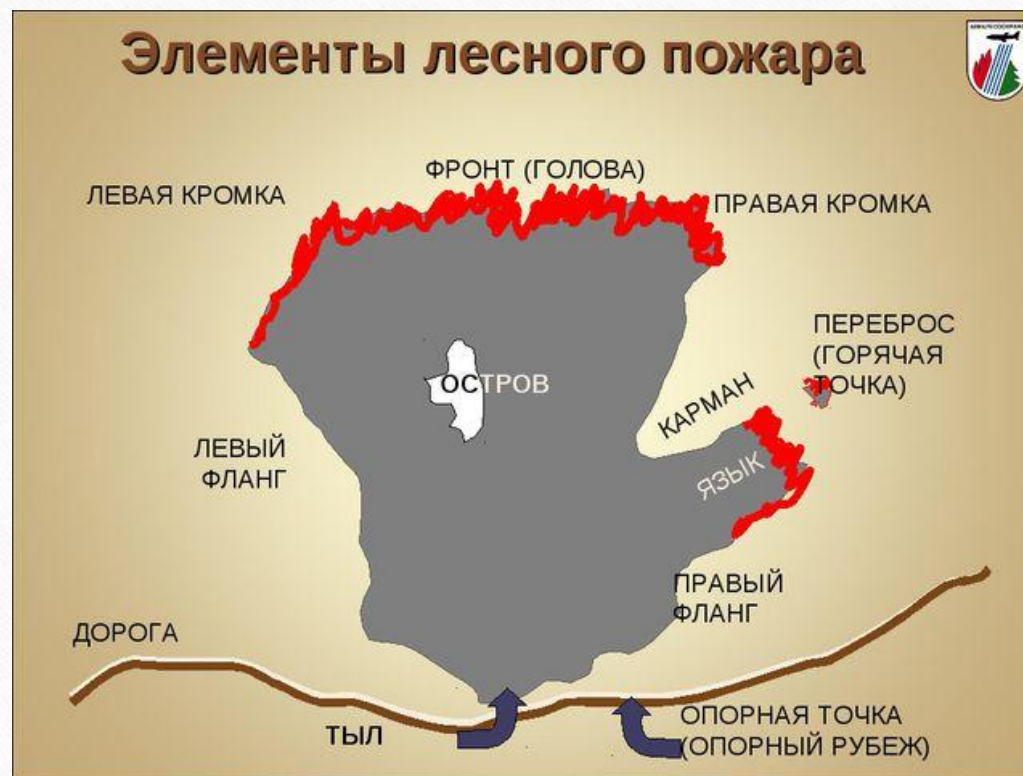 Элементы лесного пожара
ФРОНТ (ГОЛОВА)
ЛЕВАЯ КРОМКА
ПРАВАЯ КРОМКА
ПЕРЕБРОС
(ГОРЯЧАЯ
ТОЧКА)
ОСТРОВ
КАРМАН
ЛЕВЫЙ
ФЛАНГ
ЯЗЫК
ПРАВЫЙ
ФЛАНГ
ДОРОГА
ТЫЛ
ОПОРНАЯ ТОЧКА
(ОПОРНЫЙ РУБЕЖ)